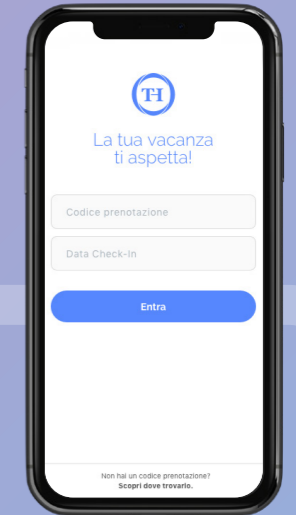 TH
La tua vacanza
ti aspetta!
Codice prenotazione
Data Check-In
Entra
Non hai un codice prenotazione?
Scopri dove trovarlo.